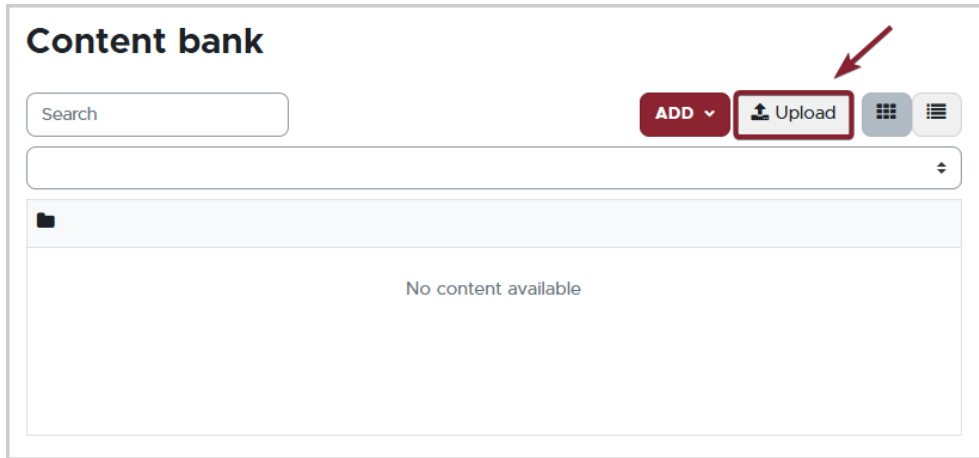 Content bank
Search
ADD
Upload
No content available